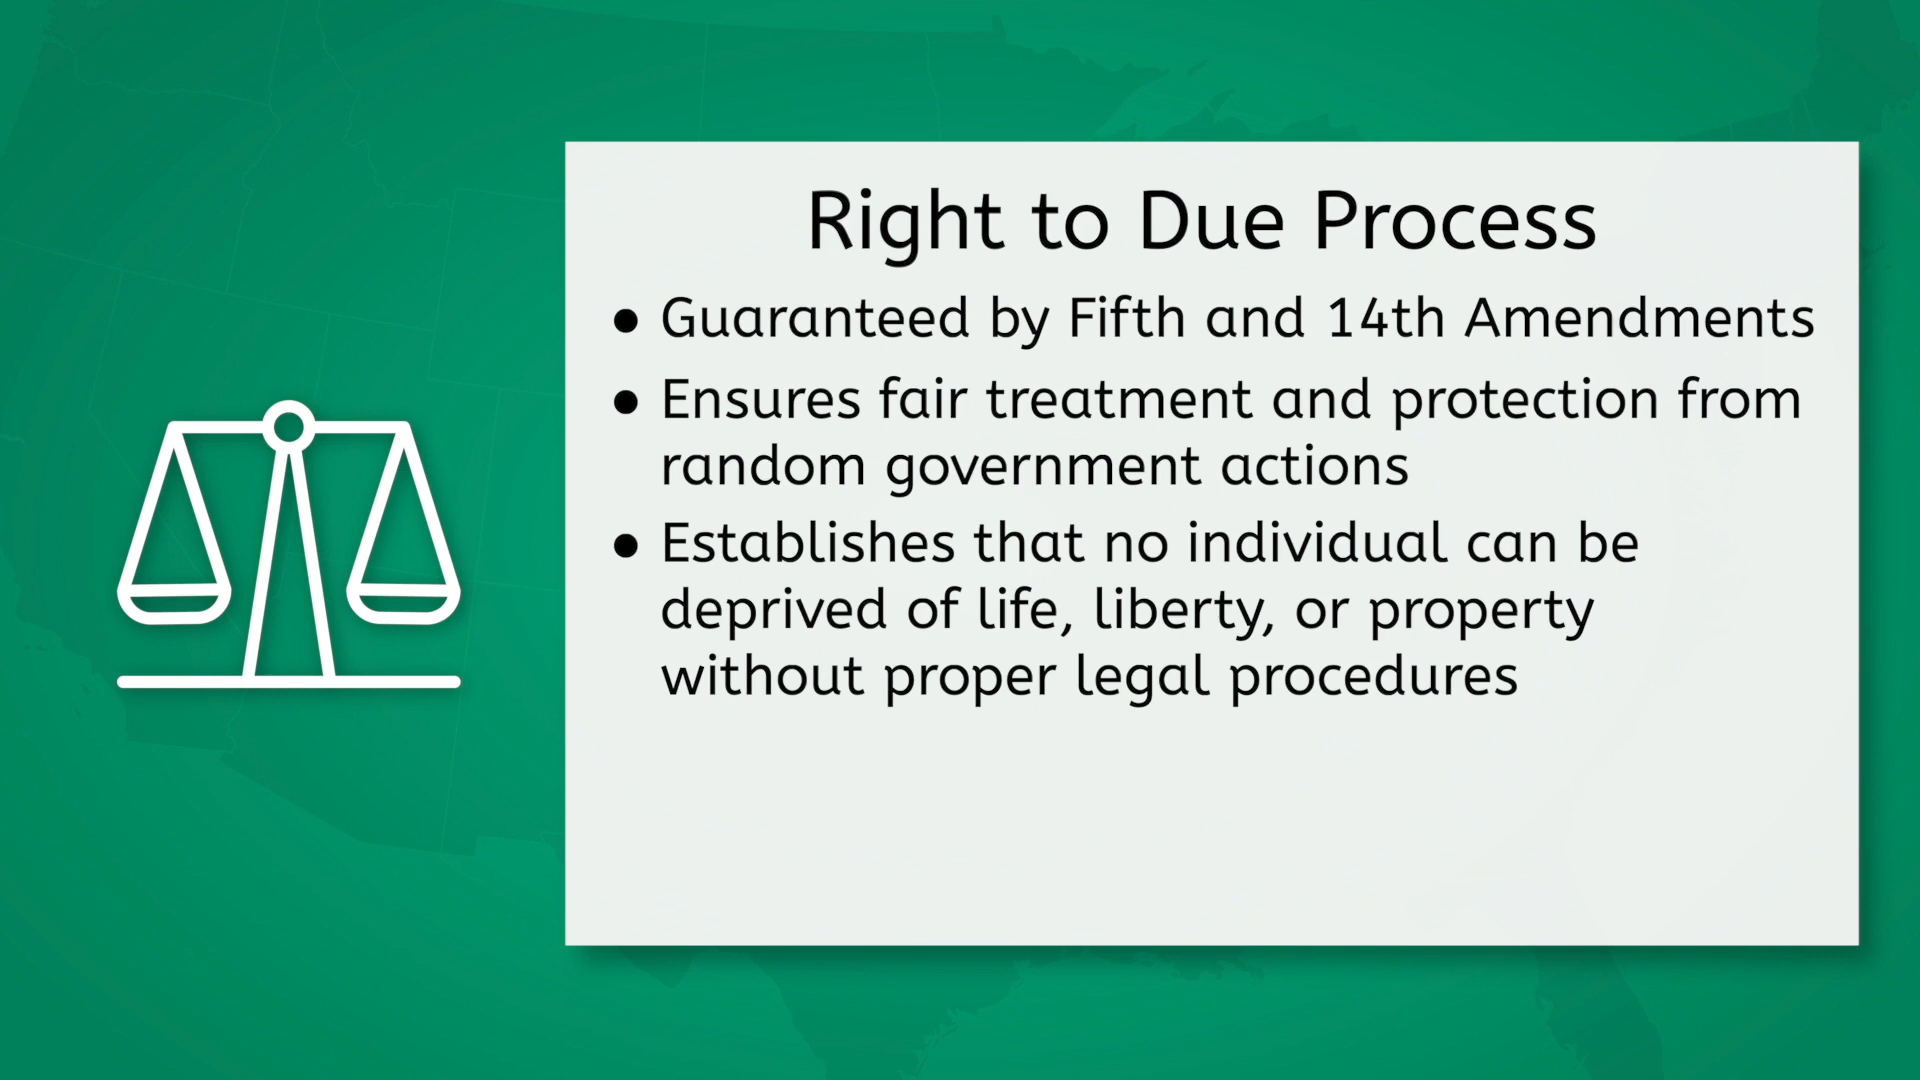 Right to Due Process
● Guaranteed by Fifth and 14th Amendments
● Ensures fair treatment and protection from
random government actions
● Establishes that no individual can be
deprived of life, liberty, or property
without proper legal procedures